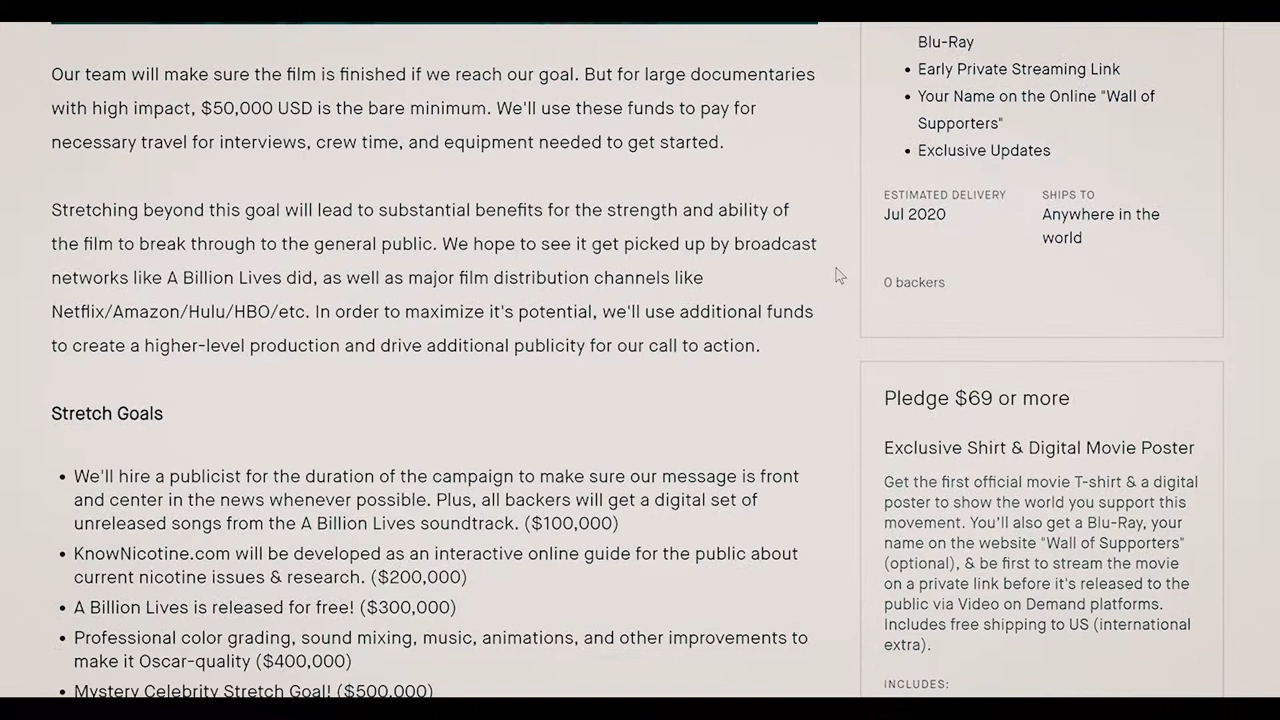 Our team will make sure the film is finished if we reach our goal. But for large documentaries
with high impact, $50,000 USD is the bare minimum. We'll use these funds to pay for
necessary travel for interviews, crew time, and equipment needed to get started.
Stretching beyond this goal will lead to substantial benefits for the strength and ability of
the film to break through to the general public. We hope to see it get picked up by broadcast
networks like A Billion Lives did, as well as major film distribution channels like
Netflix/Amazon/Hulu/HBO/etc. In order to maximize it's potential, we'll use additional funds
to create a higher-level production and drive additional publicity for our call to action.
Stretch Goals
• We'll hire a publicist for the duration of the campaign to make sure our message is front
and center in the news whenever possible. Plus, all backers will get a digital set of
unreleased songs from the A Billion Lives soundtrack. ($100,000)
• KnowNicotine.com will be developed as an interactive online guide for the public about
current nicotine issues & research. ($200,000)
• A Billion Lives is released for free! ($300,000)
• Professional color grading, sound mixing, music, animations, and other improvements to
make it Oscar-quality ($400,000)
• Mystery Celebrity Stretch Goal! ($500,000)
Blu-Ray
• Early Private Streaming Link
• Your Name on the Online "Wall of
Supporters"
• Exclusive Updates
ESTIMATED DELIVERY
Jul 2020
SHIPS TO
Anywhere in the
world
0 backers
Pledge $69 or more
Exclusive Shirt & Digital Movie Poster
Get the first official movie T-shirt & a digital
poster to show the world you support this
movement. You'll also get a Blu-Ray, your
name on the website "Wall of Supporters"
(optional), & be first to stream the movie
on a private link before it's released to the
public via Video on Demand platforms.
Includes free shipping to US (international
extra).
INCLUDES: